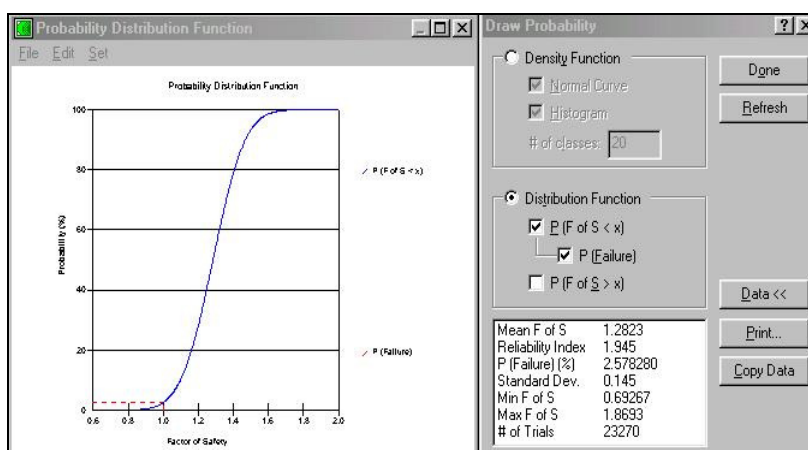 Probability Distribution Function
File Edit Set
Probability Distribution Function
Probability (%)
100
80
60
40
20
0
0.6 0.8 1.0 1.2 1.4 1.6 1.8 2.0
Factor of Safety
P (F of S < x)
P (Failure)
Draw Probability
Density Function
Normal Curve
Histogram
# of classes: 20
Distribution Function
P (F of S < x)
P (Failure)
P (F of S > x)
Done
Refresh
Data <<
Print...
Copy Data
Mean F of S 1.2823
Reliability Index 1.945
P (Failure) (%) 2.578280
Standard Dev. 0.145
Min F of S 0.69267
Max F of S 1.8693
# of Trials 23270